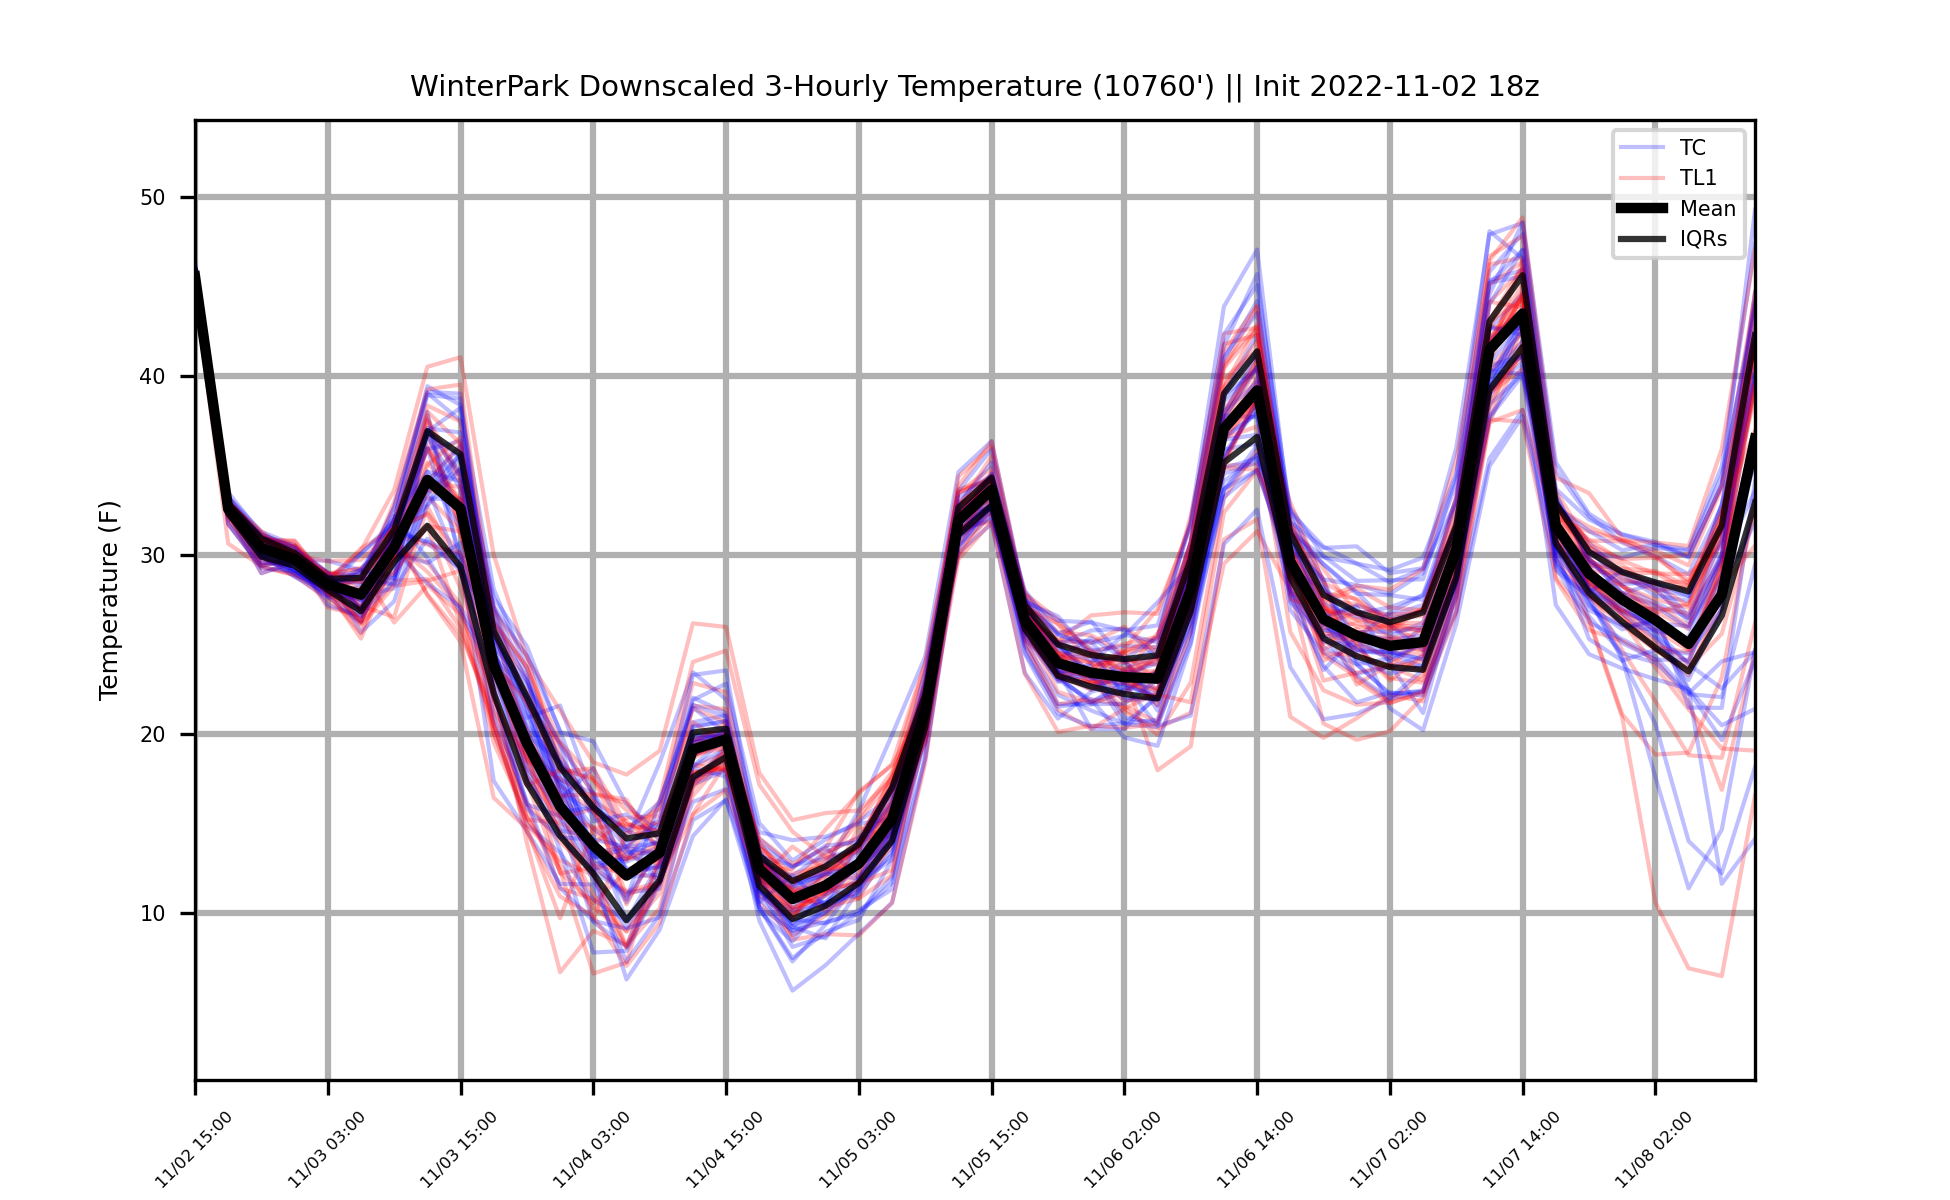 WinterPark Downscaled 3-Hourly Temperature (10760') || Init 2022-11-02 18z
TC
TL1
Mean
IQRs
Temperature (F)
50
40
30
20
10
11/02 15:00
11/03 03:00
11/03 15:00
11/04 03:00
11/04 15:00
11/05 03:00
11/05 15:00
11/06 02:00
11/06 14:00
11/07 02:00
11/07 14:00
11/08 02:00